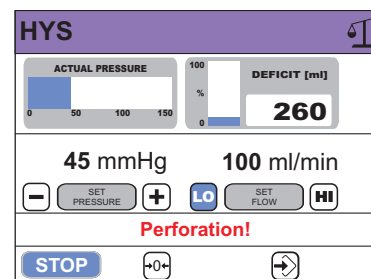 HYS
ACTUAL PRESSURE
0 50 100 150
100
%
0
DEFICIT [ml]
260
45 mmHg
100 ml/min
− SET PRESSURE +
LO SET FLOW HI
Perforation!
STOP
→0←